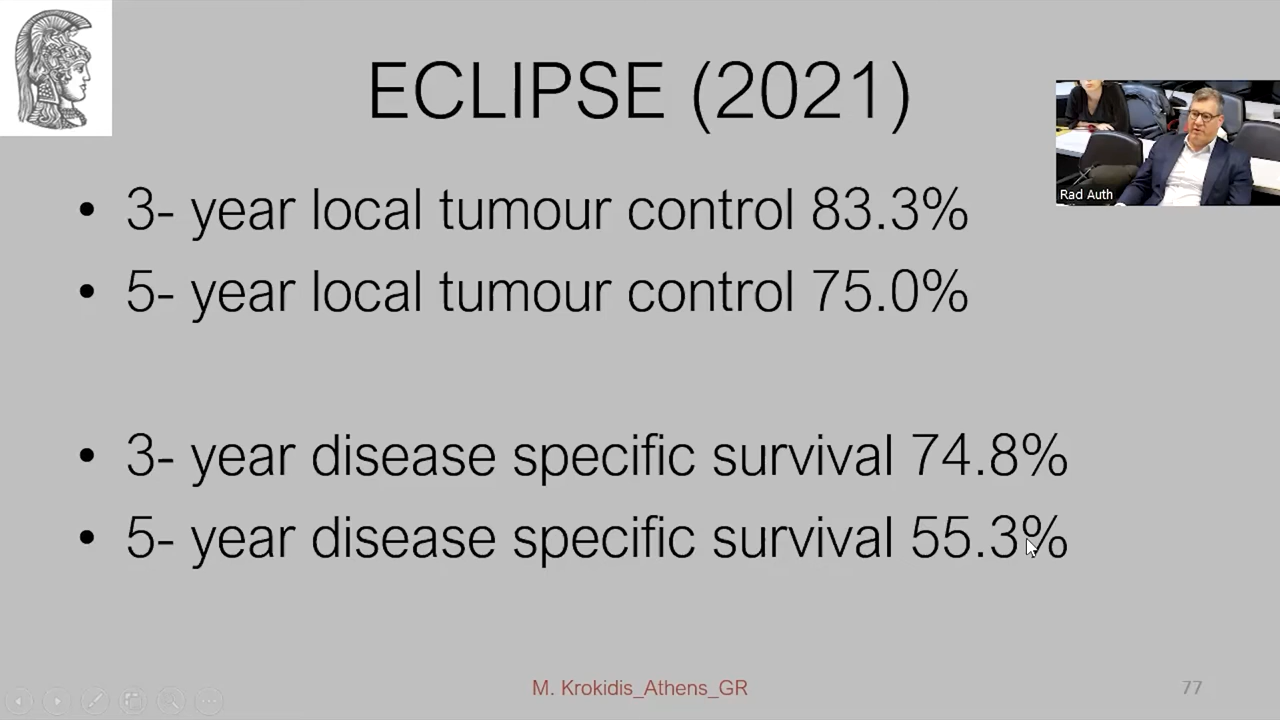 ECLIPSE (2021)
• 3- year local tumour control 83.3%
• 5- year local tumour control 75.0%
• 3- year disease specific survival 74.8%
• 5- year disease specific survival 55.3%
Rad Auth
M. Krokidis_Athens_GR
77